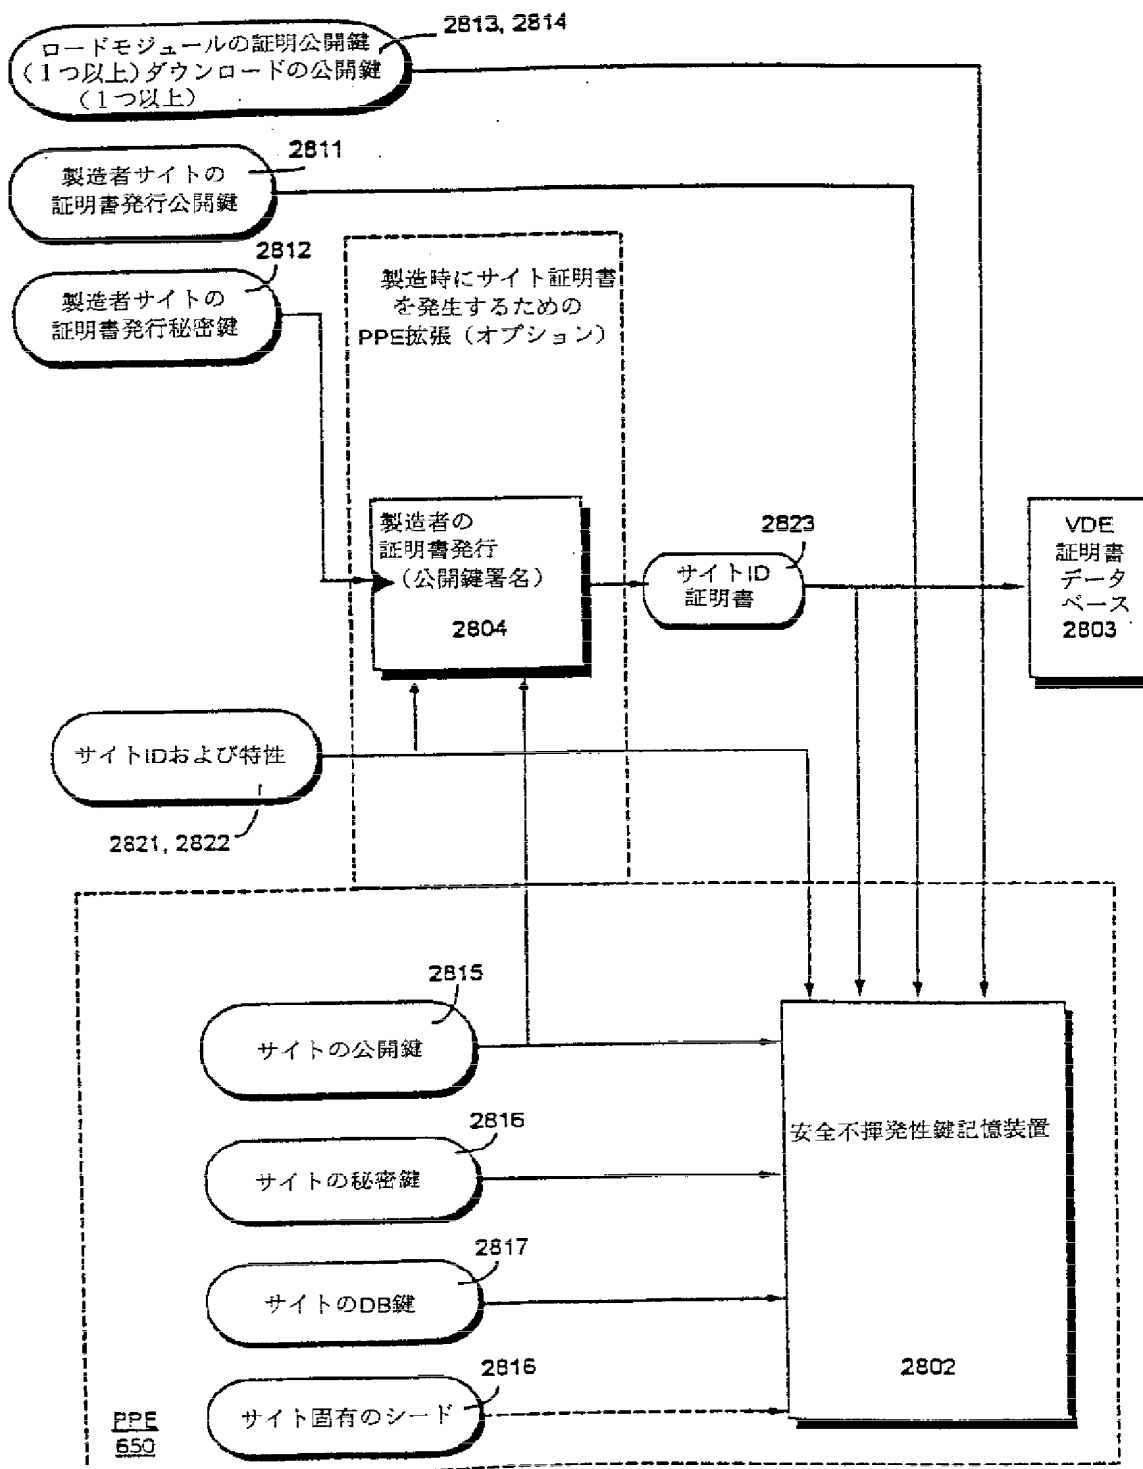 2813, 2814
ロードモジュールの証明公開鍵
(1つ以上)ダウンロードの公開鍵
(1つ以上)
2811
製造者サイトの
証明書発行公開鍵
2812
製造者サイトの
証明書発行秘密鍵
製造時にサイト証明書
を発生するための
PPE拡張(オプション)
製造者の
証明書発行
(公開鍵署名)
2804
2823
サイトID
証明書
VDE
証明書
データ
ベース
2803
サイトIDおよび特性
2821, 2822
2815
サイトの公開鍵
2816
サイトの秘密鍵
安全不揮発性鍵記憶装置
2817
サイトのDB鍵
2802
2816
サイト固有のシード
PPE
650